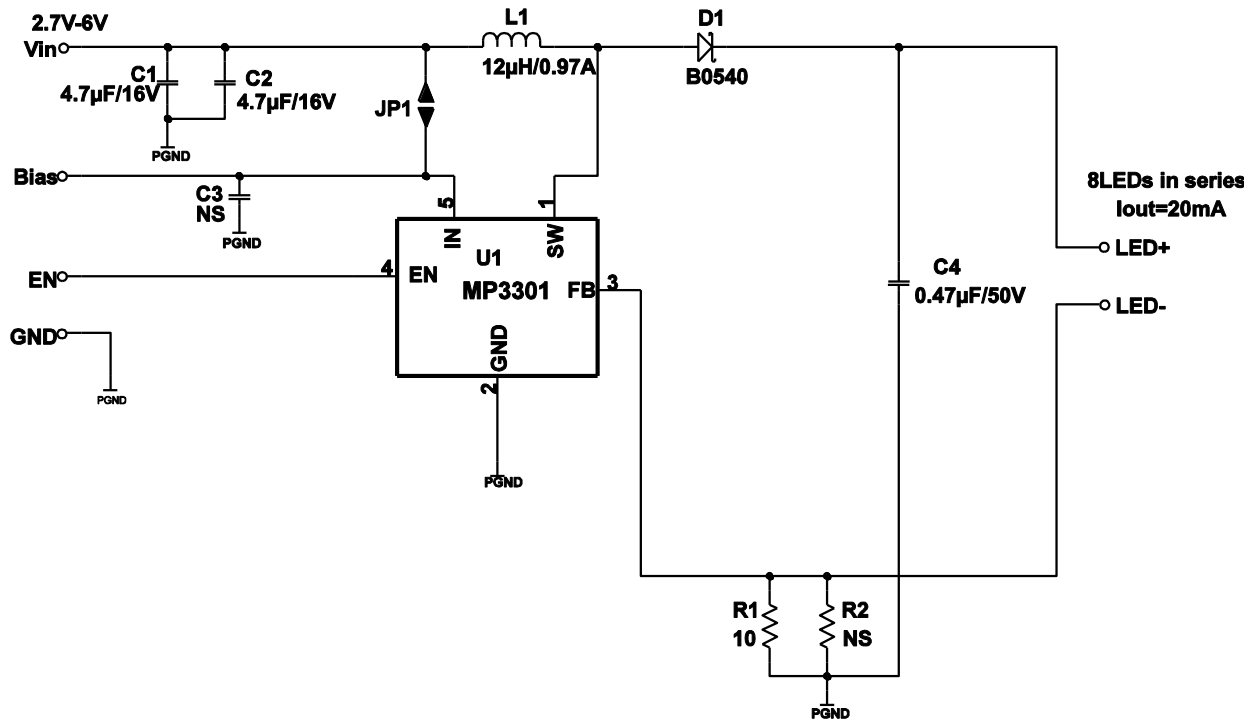 2.7V-6V
Vin
L1
12µH/0.97A
D1
B0540
C1
4.7µF/16V
C2
4.7µF/16V
PGND
JP1
Bias
C3
NS
PGND
5
1
IN
SW
U1
MP3301
4
EN
EN
FB
3
GND
2
GND
PGND
PGND
8LEDs in series
Iout=20mA
LED+
LED-
C4
0.47µF/50V
R1
10
R2
NS
PGND